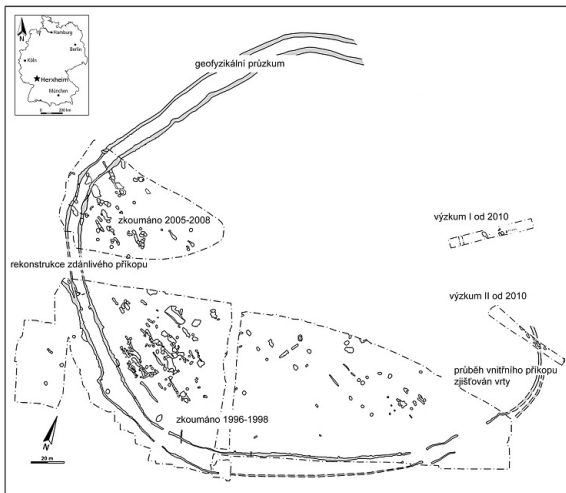 N
Hamburg
Berlin
Köln
Herxheim
München
0 200 km
geofyzikální průzkum
zkoumáno 2005-2008
výzkum I od 2010
rekonstrukce zdánlivého příkopu
výzkum II od 2010
průběh vnitřního příkopu
zjišťován vrty
zkoumáno 1996-1998
N
20 m